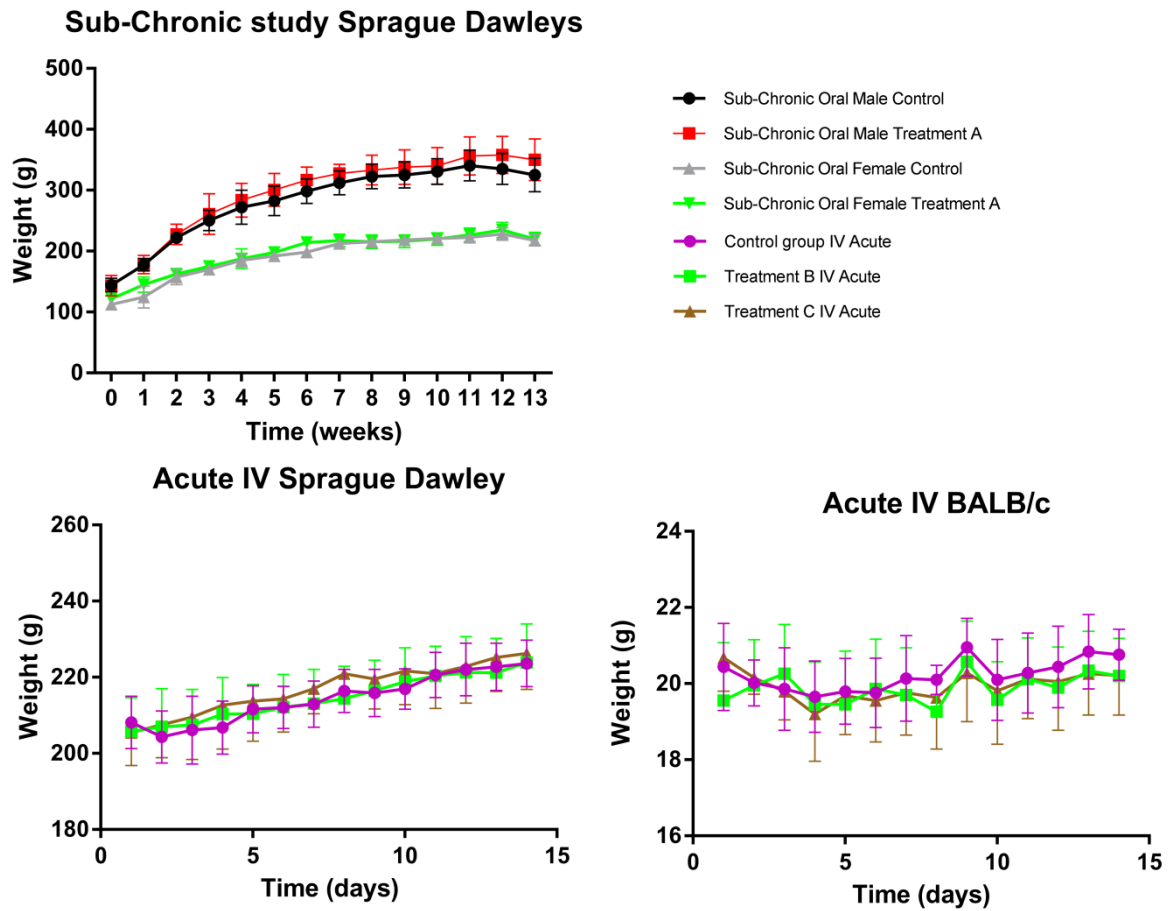 Sub-Chronic study Sprague Dawleys
500
400
300
200
100
0
Weight (g)
0 1 2 3 4 5 6 7 8 9 10 11 12 13
Time (weeks)
Sub-Chronic Oral Male Control
Sub-Chronic Oral Male Treatment A
Sub-Chronic Oral Female Control
Sub-Chronic Oral Female Treatment A
Control group IV Acute
Treatment B IV Acute
Treatment C IV Acute
Acute IV Sprague Dawley
260
240
220
200
180
Weight (g)
0 5 10 15
Time (days)
Acute IV BALB/c
24
22
20
18
16
Weight (g)
0 5 10 15
Time (days)